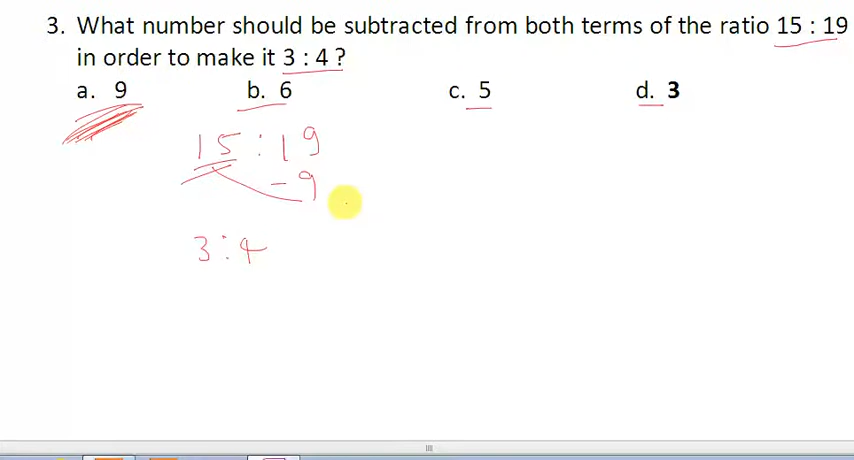 3. What number should be subtracted from both terms of the ratio 15 : 19
in order to make it 3 : 4 ?
a. 9 b. 6 c. 5 d. 3
15 : 19
- 9
3 : 4